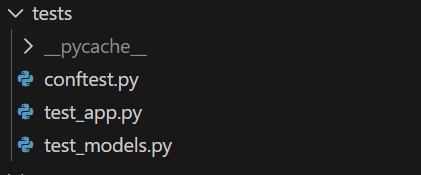 tests
__pycache__
conftest.py
test_app.py
test_models.py